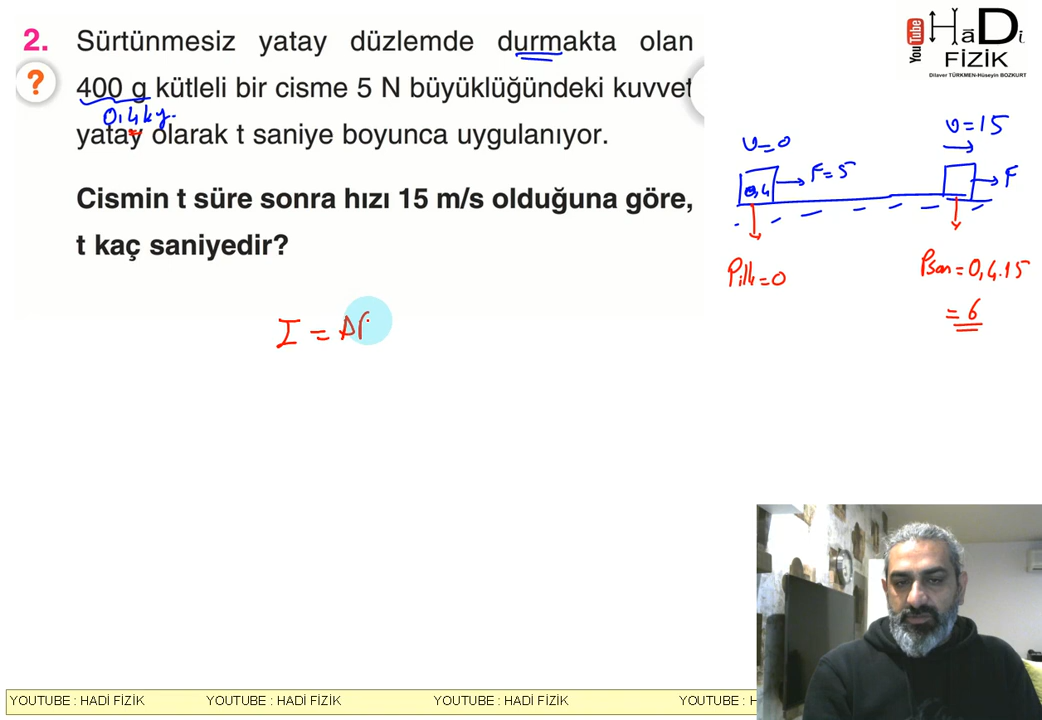 2. Sürtünmesiz yatay düzlemde durmakta olan
? 400 g kütleli bir cisme 5 N büyüklüğündeki kuvvet
0,4 kg.
yatay olarak t saniye boyunca uygulanıyor.
Cismin t süre sonra hızı 15 m/s olduğuna göre,
t kaç saniyedir?
YouTube HaDi
FİZİK
Dilaver TÜRKMEN-Hüseyin BOZKURT
v=0
v=15
0,4
F=5
F
Pilk=0
Pson=0,4.15
=6
I = ΔP
YOUTUBE : HADİ FİZİK YOUTUBE : HADİ FİZİK YOUTUBE : HADİ FİZİK YOUTUBE : H